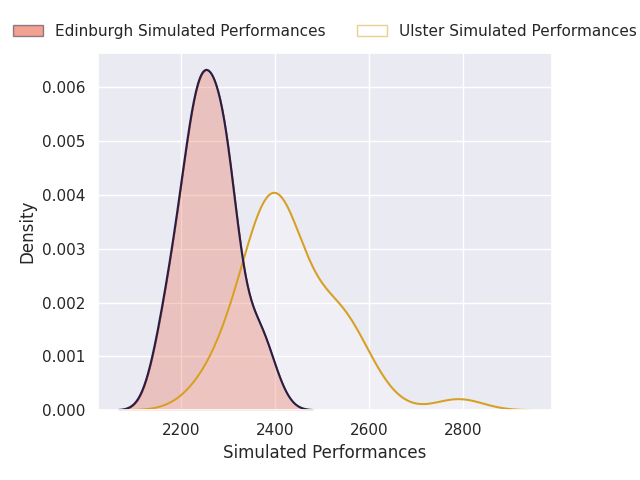 Edinburgh Simulated Performances Ulster Simulated Performances
0.006
0.005
0.004
0.003
0.002
0.001
0.000
Density
2200 2400 2600 2800
Simulated Performances